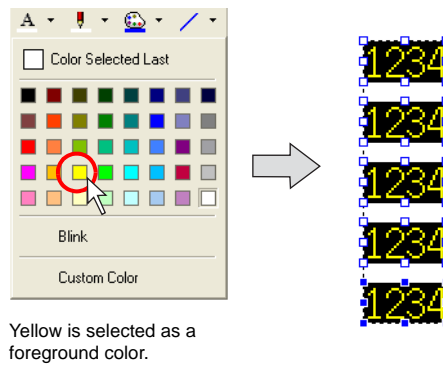 A
Color Selected Last
Blink
Custom Color
Yellow is selected as a
foreground color.
1234
1234
1234
1234
1234